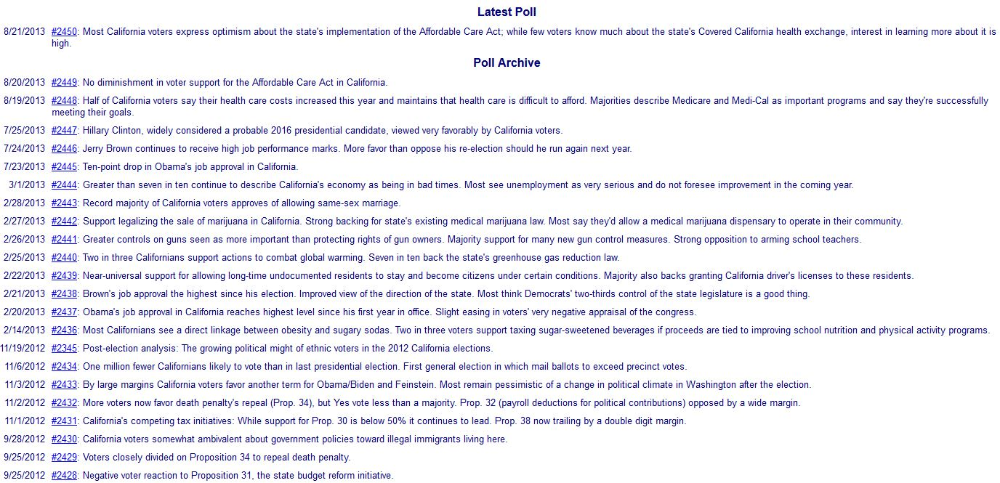 Latest Poll
8/21/2013 #2450: Most California voters express optimism about the state's implementation of the Affordable Care Act; while few voters know much about the state's Covered California health exchange, interest in learning more about it is
high.
Poll Archive
8/20/2013 #2449: No diminishment in voter support for the Affordable Care Act in California.
8/19/2013 #2448: Half of California voters say their health care costs increased this year and maintains that health care is difficult to afford. Majorities describe Medicare and Medi-Cal as important programs and say they're successfully
meeting their goals.
7/25/2013 #2447: Hillary Clinton, widely considered a probable 2016 presidential candidate, viewed very favorably by California voters.
7/24/2013 #2446: Jerry Brown continues to receive high job performance marks. More favor than oppose his re-election should he run again next year.
7/23/2013 #2445: Ten-point drop in Obama's job approval in California.
3/1/2013 #2444: Greater than seven in ten continue to describe California's economy as being in bad times. Most see unemployment as very serious and do not foresee improvement in the coming year.
2/28/2013 #2443: Record majority of California voters approves of allowing same-sex marriage.
2/27/2013 #2442: Support legalizing the sale of marijuana in California. Strong backing for state's existing medical marijuana law. Most say they'd allow a medical marijuana dispensary to operate in their community.
2/26/2013 #2441: Greater controls on guns seen as more important than protecting rights of gun owners. Majority support for many new gun control measures. Strong opposition to arming school teachers.
2/25/2013 #2440: Two in three Californians support actions to combat global warming. Seven in ten back the state's greenhouse gas reduction law.
2/22/2013 #2439: Near-universal support for allowing long-time undocumented residents to stay and become citizens under certain conditions. Majority also backs granting California driver's licenses to these residents.
2/21/2013 #2438: Brown's job approval the highest since his election. Improved view of the direction of the state. Most think Democrats' two-thirds control of the state legislature is a good thing.
2/20/2013 #2437: Obama's job approval in California reaches highest level since his first year in office. Slight easing in voters' very negative appraisal of the congress.
2/14/2013 #2436: Most Californians see a direct linkage between obesity and sugary sodas. Two in three voters support taxing sugar-sweetened beverages if proceeds are tied to improving school nutrition and physical activity programs.
11/19/2012 #2345: Post-election analysis: The growing political might of ethnic voters in the 2012 California elections.
11/6/2012 #2434: One million fewer Californians likely to vote than in last presidential election. First general election in which mail ballots to exceed precinct votes.
11/3/2012 #2433: By large margins California voters favor another term for Obama/Biden and Feinstein. Most remain pessimistic of a change in political climate in Washington after the election.
11/2/2012 #2432: More voters now favor death penalty's repeal (Prop. 34), but Yes vote less than a majority. Prop. 32 (payroll deductions for political contributions) opposed by a wide margin.
11/1/2012 #2431: California's competing tax initiatives: While support for Prop. 30 is below 50% it continues to lead. Prop. 38 now trailing by a double digit margin.
9/28/2012 #2430: California voters somewhat ambivalent about government policies toward illegal immigrants living here.
9/25/2012 #2429: Voters closely divided on Proposition 34 to repeal death penalty.
9/25/2012 #2428: Negative voter reaction to Proposition 31, the state budget reform initiative.